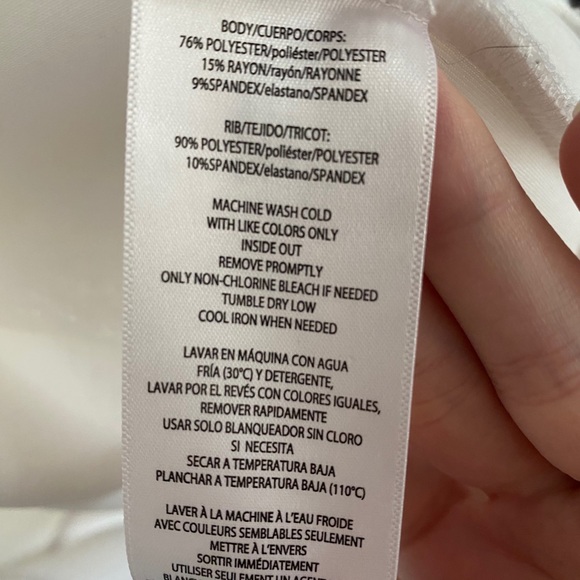 BODY/CUERPO/CORPS:
76% POLYESTER/poliéster/POLYESTER
15% RAYON/rayón/RAYONNE
9%SPANDEX/elastano/SPANDEX
RIB/TEJIDO/TRICOT:
90% POLYESTER/poliéster/POLYESTER
10%SPANDEX/elastano/SPANDEX
MACHINE WASH COLD
WITH LIKE COLORS ONLY
INSIDE OUT
REMOVE PROMPTLY
ONLY NON-CHLORINE BLEACH IF NEEDED
TUMBLE DRY LOW
COOL IRON WHEN NEEDED
LAVAR EN MÁQUINA CON AGUA
FRÍA (30°C) Y DETERGENTE,
LAVAR POR EL REVÉS CON COLORES IGUALES,
REMOVER RAPIDAMENTE
USAR SOLO BLANQUEADOR SIN CLORO
SI NECESITA
SECAR A TEMPERATURA BAJA
PLANCHAR A TEMPERATURA BAJA (110°C)
LAVER À LA MACHINE À L'EAU FROIDE
AVEC COULEURS SEMBLABLES SEULEMENT
METTRE À L'ENVERS
SORTIR IMMÉDIATEMENT
UTILISER SEULEMENT UN AGENT